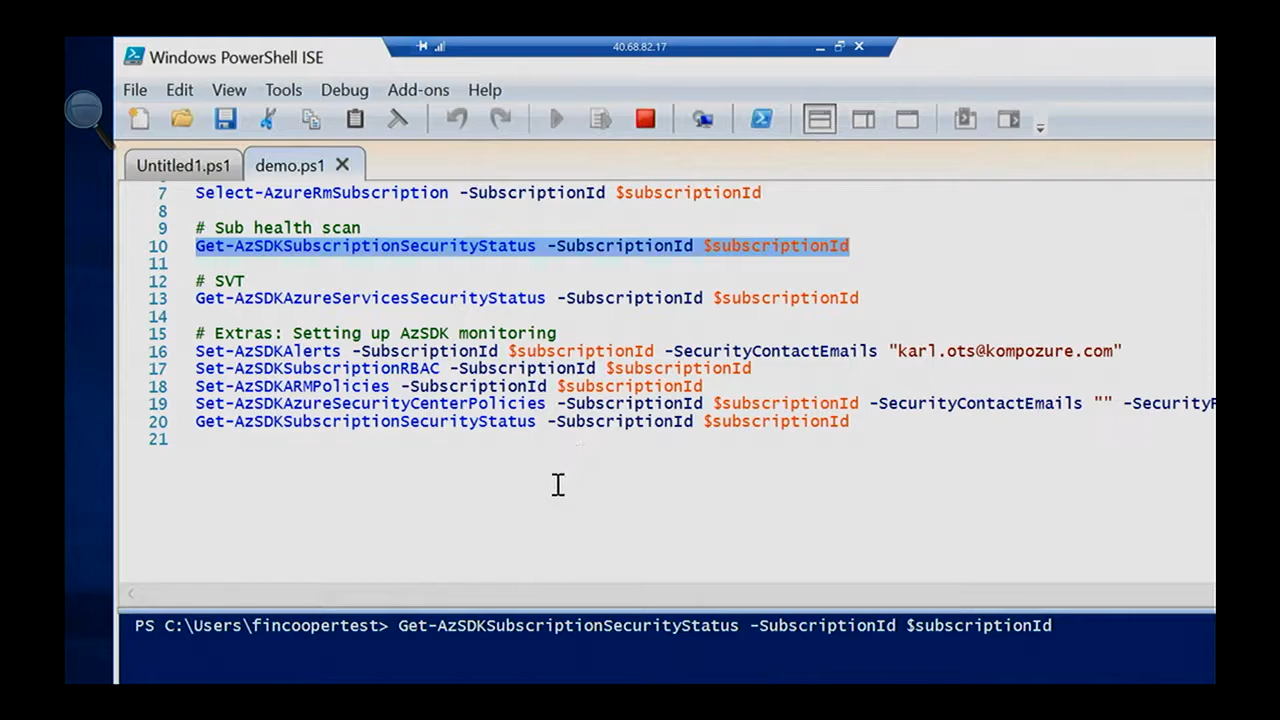 40.68.82.17
Windows PowerShell ISE
File Edit View Tools Debug Add-ons Help
Untitled1.ps1 demo.ps1
7 Select-AzureRmSubscription -SubscriptionId $subscriptionId
8
9 # Sub health scan
10 Get-AzSDKSubscriptionSecurityStatus -SubscriptionId $subscriptionId
11
12 # SVT
13 Get-AzSDKAzureServicesSecurityStatus -SubscriptionId $subscriptionId
14
15 # Extras: Setting up AzSDK monitoring
16 Set-AzSDKAlerts -SubscriptionId $subscriptionId -SecurityContactEmails "karl.ots@kompozure.com"
17 Set-AzSDKSubscriptionRBAC -SubscriptionId $subscriptionId
18 Set-AzSDKARMPolicies -SubscriptionId $subscriptionId
19 Set-AzSDKAzureSecurityCenterPolicies -SubscriptionId $subscriptionId -SecurityContactEmails "" -Security
20 Get-AzSDKSubscriptionSecurityStatus -SubscriptionId $subscriptionId
21
PS C:\Users\fincoopertest> Get-AzSDKSubscriptionSecurityStatus -SubscriptionId $subscriptionId